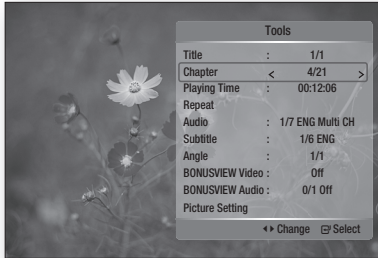 Tools
Title : 1/1
Chapter < 4/21 >
Playing Time : 00:12:06
Repeat
Audio : 1/7 ENG Multi CH
Subtitle : 1/6 ENG
Angle : 1/1
BONUSVIEW Video : Off
BONUSVIEW Audio : 0/1 Off
Picture Setting
Change Select